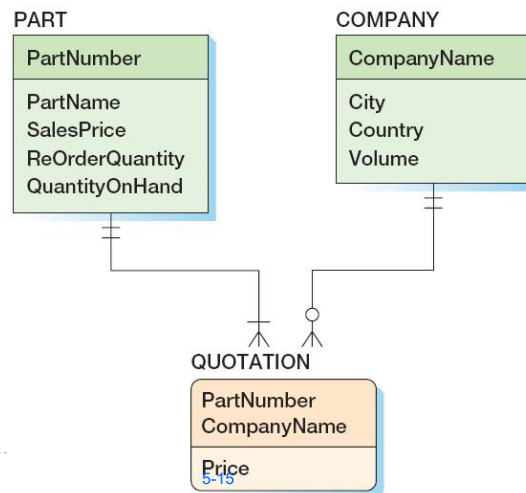 PART
PartNumber
PartName
SalesPrice
ReOrderQuantity
QuantityOnHand
COMPANY
CompanyName
City
Country
Volume
QUOTATION
PartNumber
CompanyName
Price
5-15